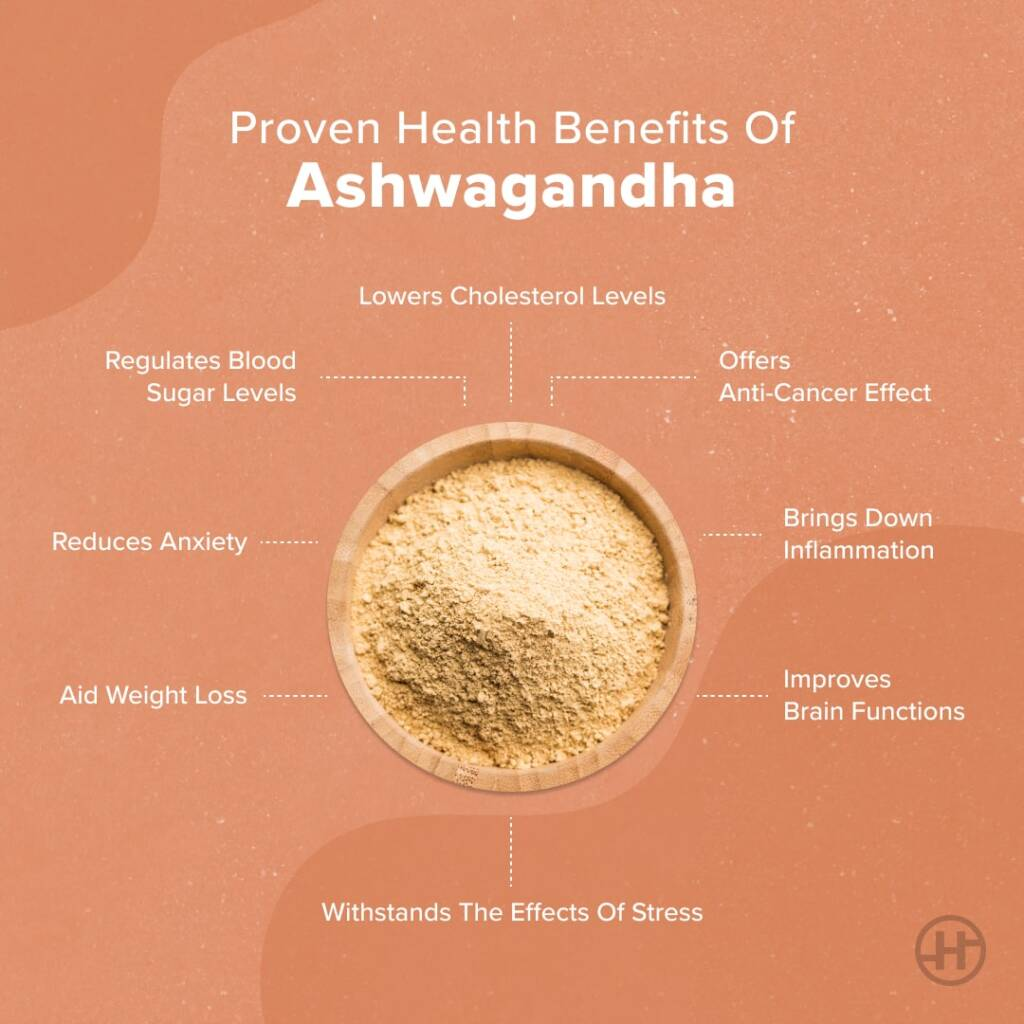 Proven Health Benefits Of
Ashwagandha
Lowers Cholesterol Levels
Regulates Blood
Sugar Levels
Offers
Anti-Cancer Effect
Reduces Anxiety
Brings Down
Inflammation
Aid Weight Loss
Improves
Brain Functions
Withstands The Effects Of Stress
H